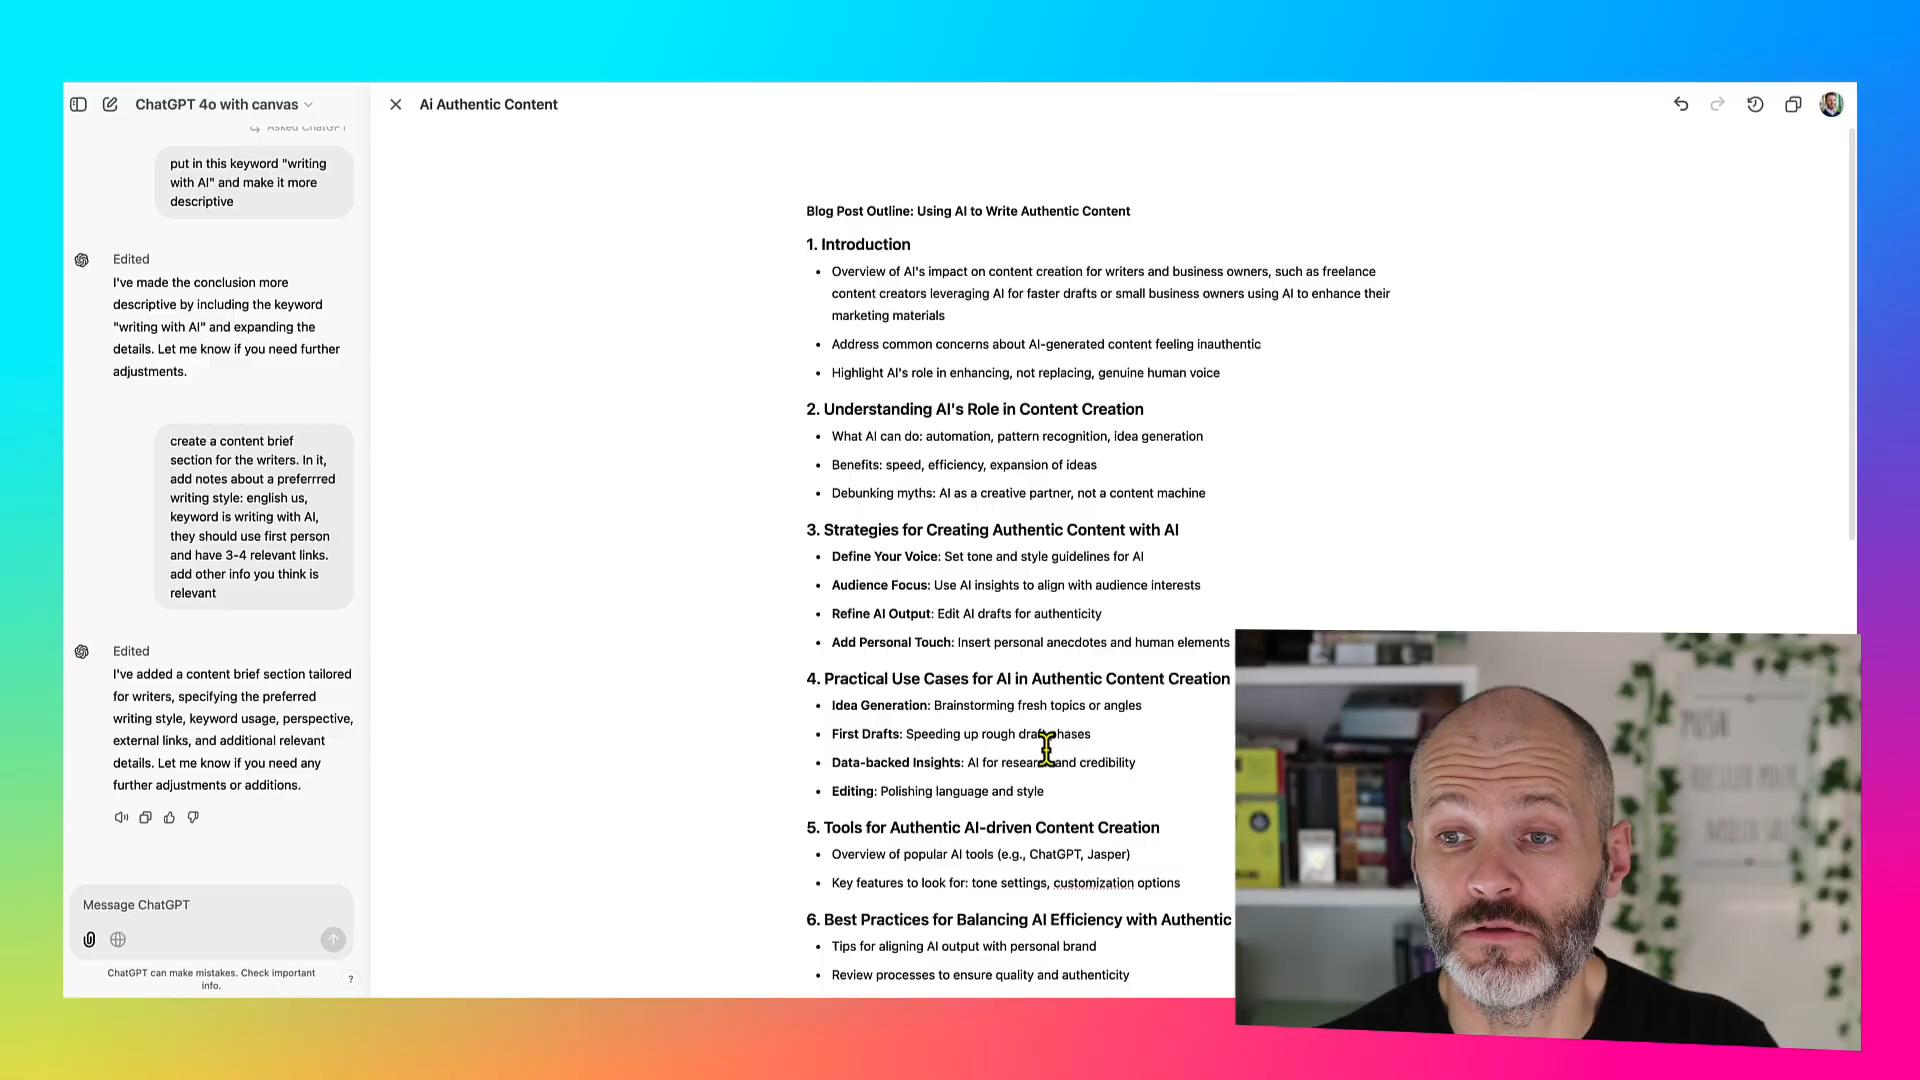 ChatGPT 4o with canvas
Asked ChatGPT
put in this keyword "writing
with AI" and make it more
descriptive
Edited
I've made the conclusion more
descriptive by including the keyword
"writing with AI" and expanding the
details. Let me know if you need further
adjustments.
create a content brief
section for the writers. In it,
add notes about a preferrred
writing style: english us,
keyword is writing with AI,
they should use first person
and have 3-4 relevant links.
add other info you think is
relevant
Edited
I've added a content brief section tailored
for writers, specifying the preferred
writing style, keyword usage, perspective,
external links, and additional relevant
details. Let me know if you need any
further adjustments or additions.
Message ChatGPT
ChatGPT can make mistakes. Check important
info.
?
Ai Authentic Content
Blog Post Outline: Using AI to Write Authentic Content
1. Introduction
• Overview of AI's impact on content creation for writers and business owners, such as freelance
content creators leveraging AI for faster drafts or small business owners using AI to enhance their
marketing materials
• Address common concerns about AI-generated content feeling inauthentic
• Highlight AI's role in enhancing, not replacing, genuine human voice
2. Understanding AI's Role in Content Creation
• What AI can do: automation, pattern recognition, idea generation
• Benefits: speed, efficiency, expansion of ideas
• Debunking myths: AI as a creative partner, not a content machine
3. Strategies for Creating Authentic Content with AI
• Define Your Voice: Set tone and style guidelines for AI
• Audience Focus: Use AI insights to align with audience interests
• Refine AI Output: Edit AI drafts for authenticity
• Add Personal Touch: Insert personal anecdotes and human elements
4. Practical Use Cases for AI in Authentic Content Creation
• Idea Generation: Brainstorming fresh topics or angles
• First Drafts: Speeding up rough draft phases
• Data-backed Insights: AI for research and credibility
• Editing: Polishing language and style
5. Tools for Authentic AI-driven Content Creation
• Overview of popular AI tools (e.g., ChatGPT, Jasper)
• Key features to look for: tone settings, customization options
6. Best Practices for Balancing AI Efficiency with Authentic
• Tips for aligning AI output with personal brand
• Review processes to ensure quality and authenticity
PUSH